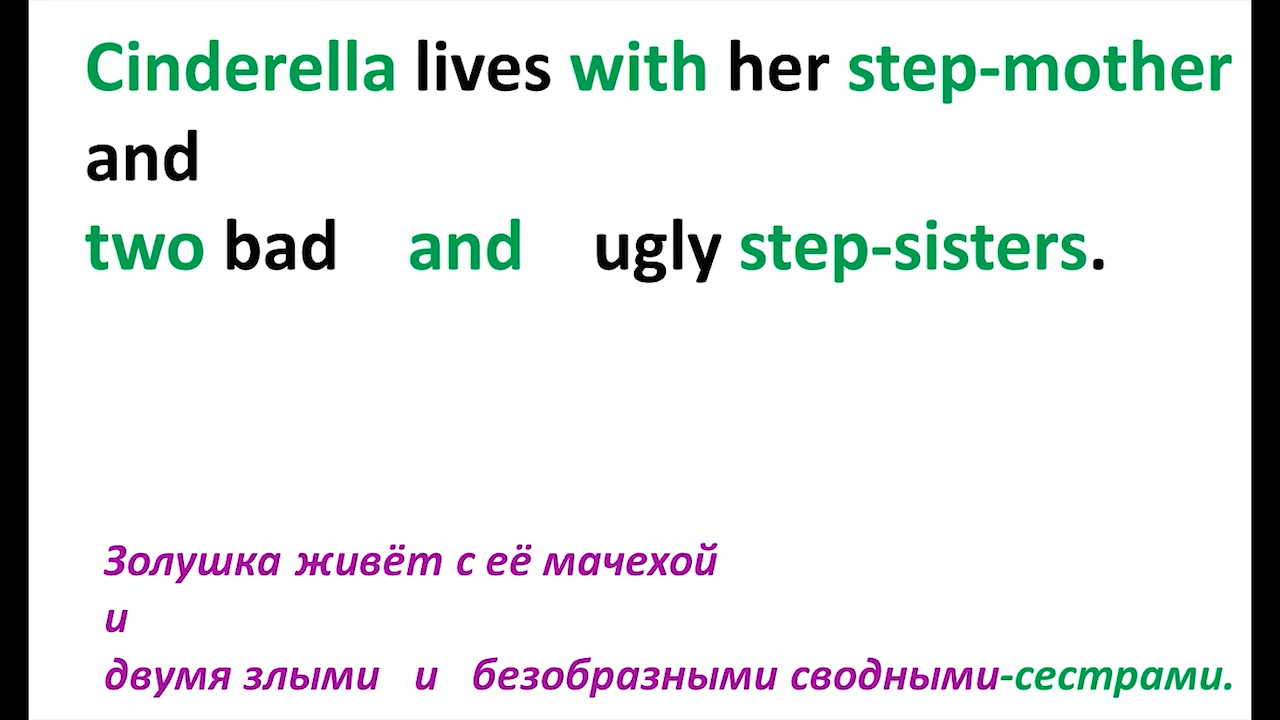 Cinderella lives with her step-mother
and
two bad and ugly step-sisters.
Золушка живёт с её мачехой
и
двумя злыми и безобразными сводными-сестрами.